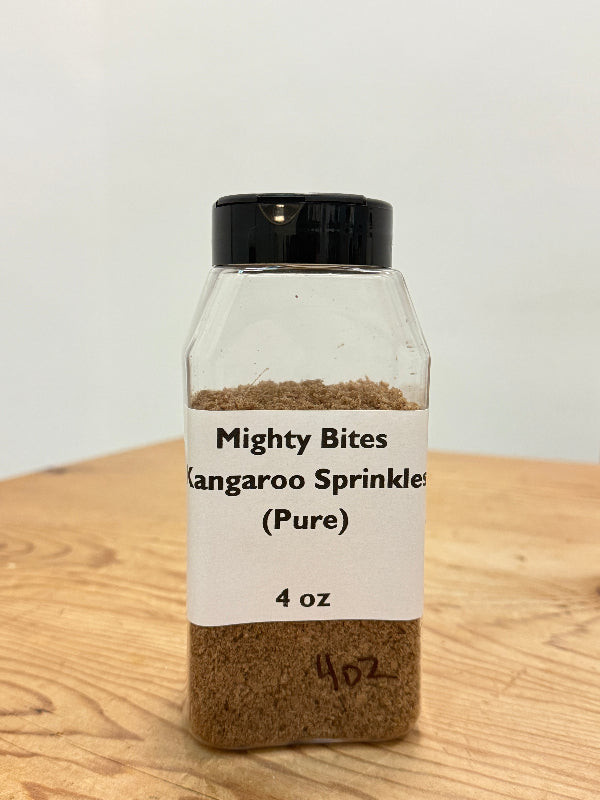 Mighty Bites
Kangaroo Sprinkles
(Pure)
4 oz
4oz